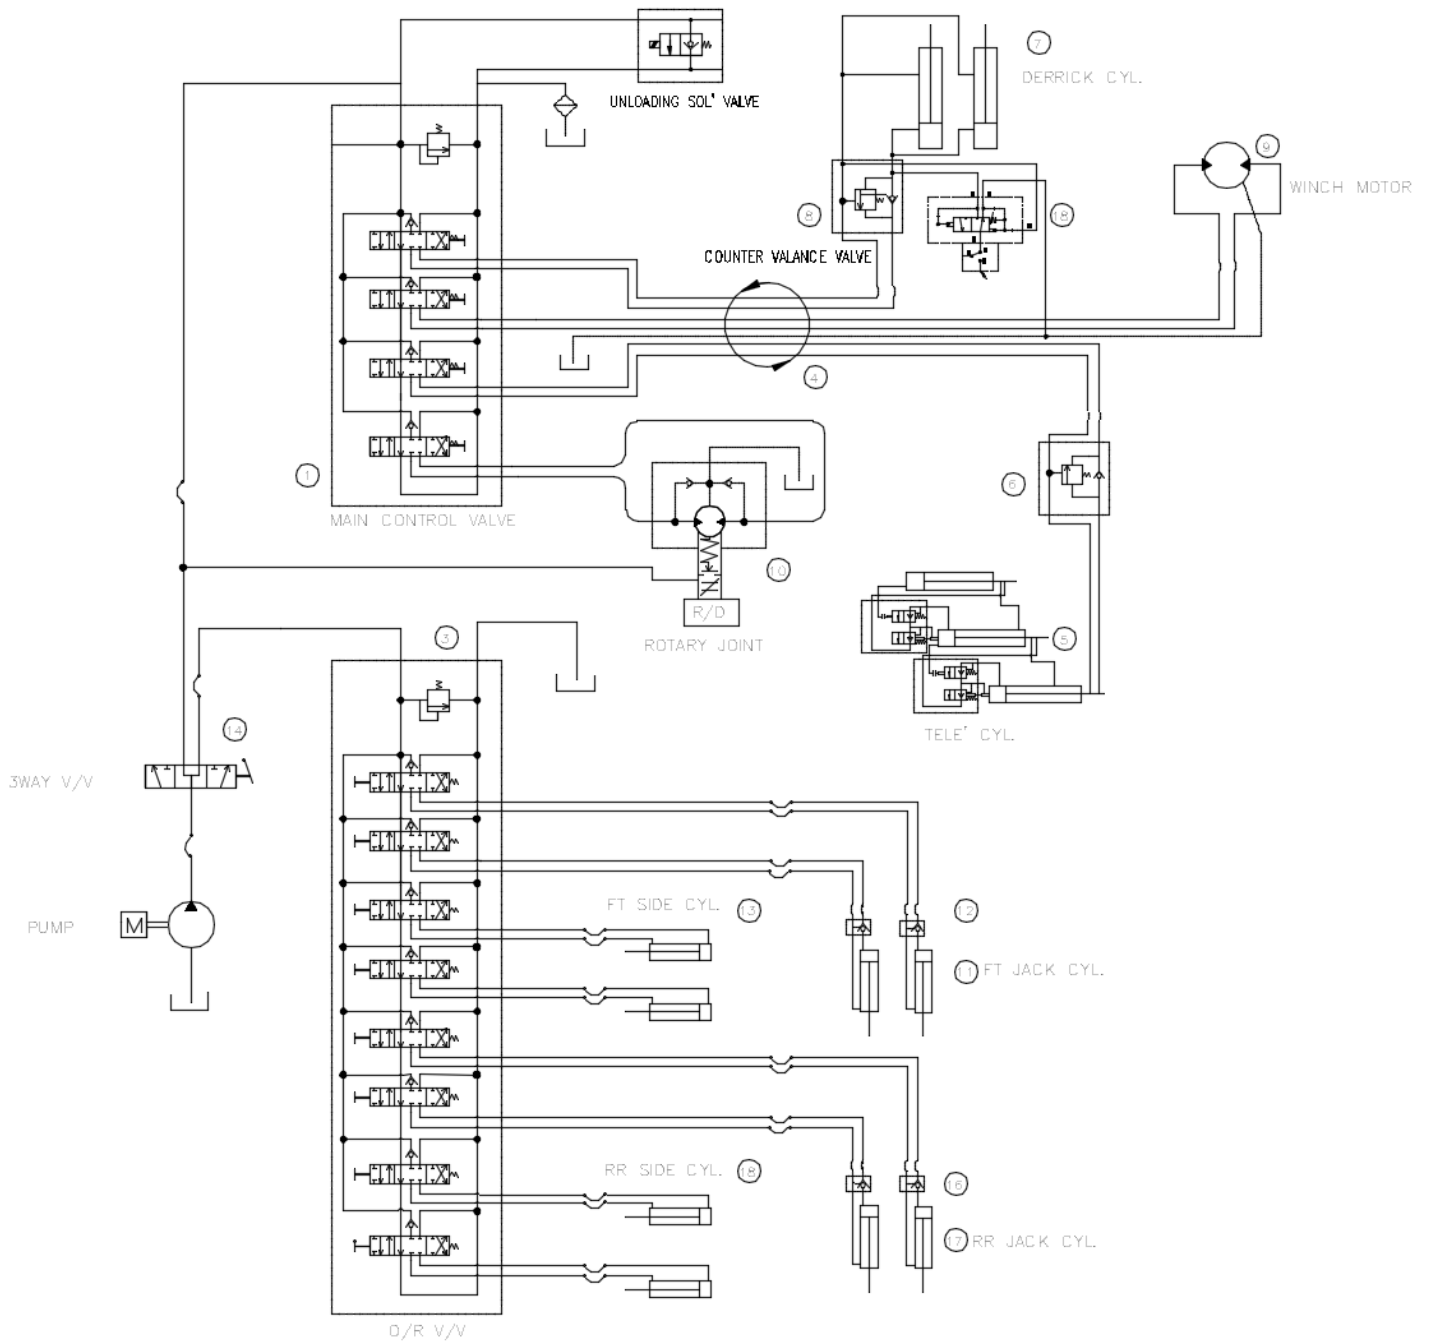 7
DERRICK CYL.
UNLOADING SOL' VALVE
9
WINCH MOTOR
8
18
COUNTER VALANCE VALVE
4
1
6
MAIN CONTROL VALVE
10
R/D
ROTARY JOINT
3
5
14
TELE' CYL.
3WAY V/V
FT SIDE CYL. 13
12
PUMP
M
11 FT JACK CYL.
RR SIDE CYL. 18
16
17 RR JACK CYL.
O/R V/V